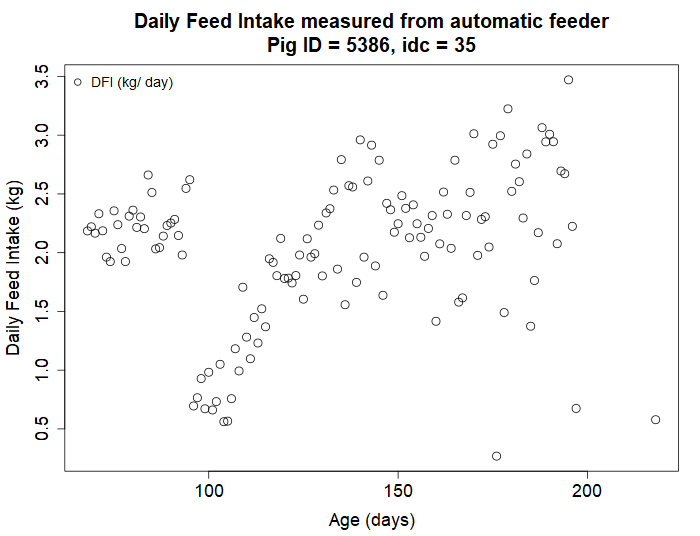 Daily Feed Intake measured from automatic feeder
Pig ID = 5386, idc = 35
DFI (kg/ day)
Daily Feed Intake (kg)
3.5
3.0
2.5
2.0
1.5
1.0
0.5
100 150 200
Age (days)